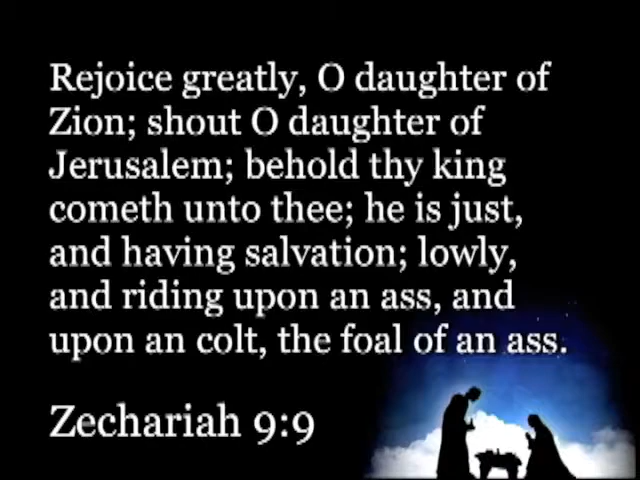 Rejoice greatly, O daughter of
Zion; shout O daughter of
Jerusalem; behold thy king
cometh unto thee; he is just,
and having salvation; lowly,
and riding upon an ass, and
upon an colt, the foal of an ass.
Zechariah 9:9